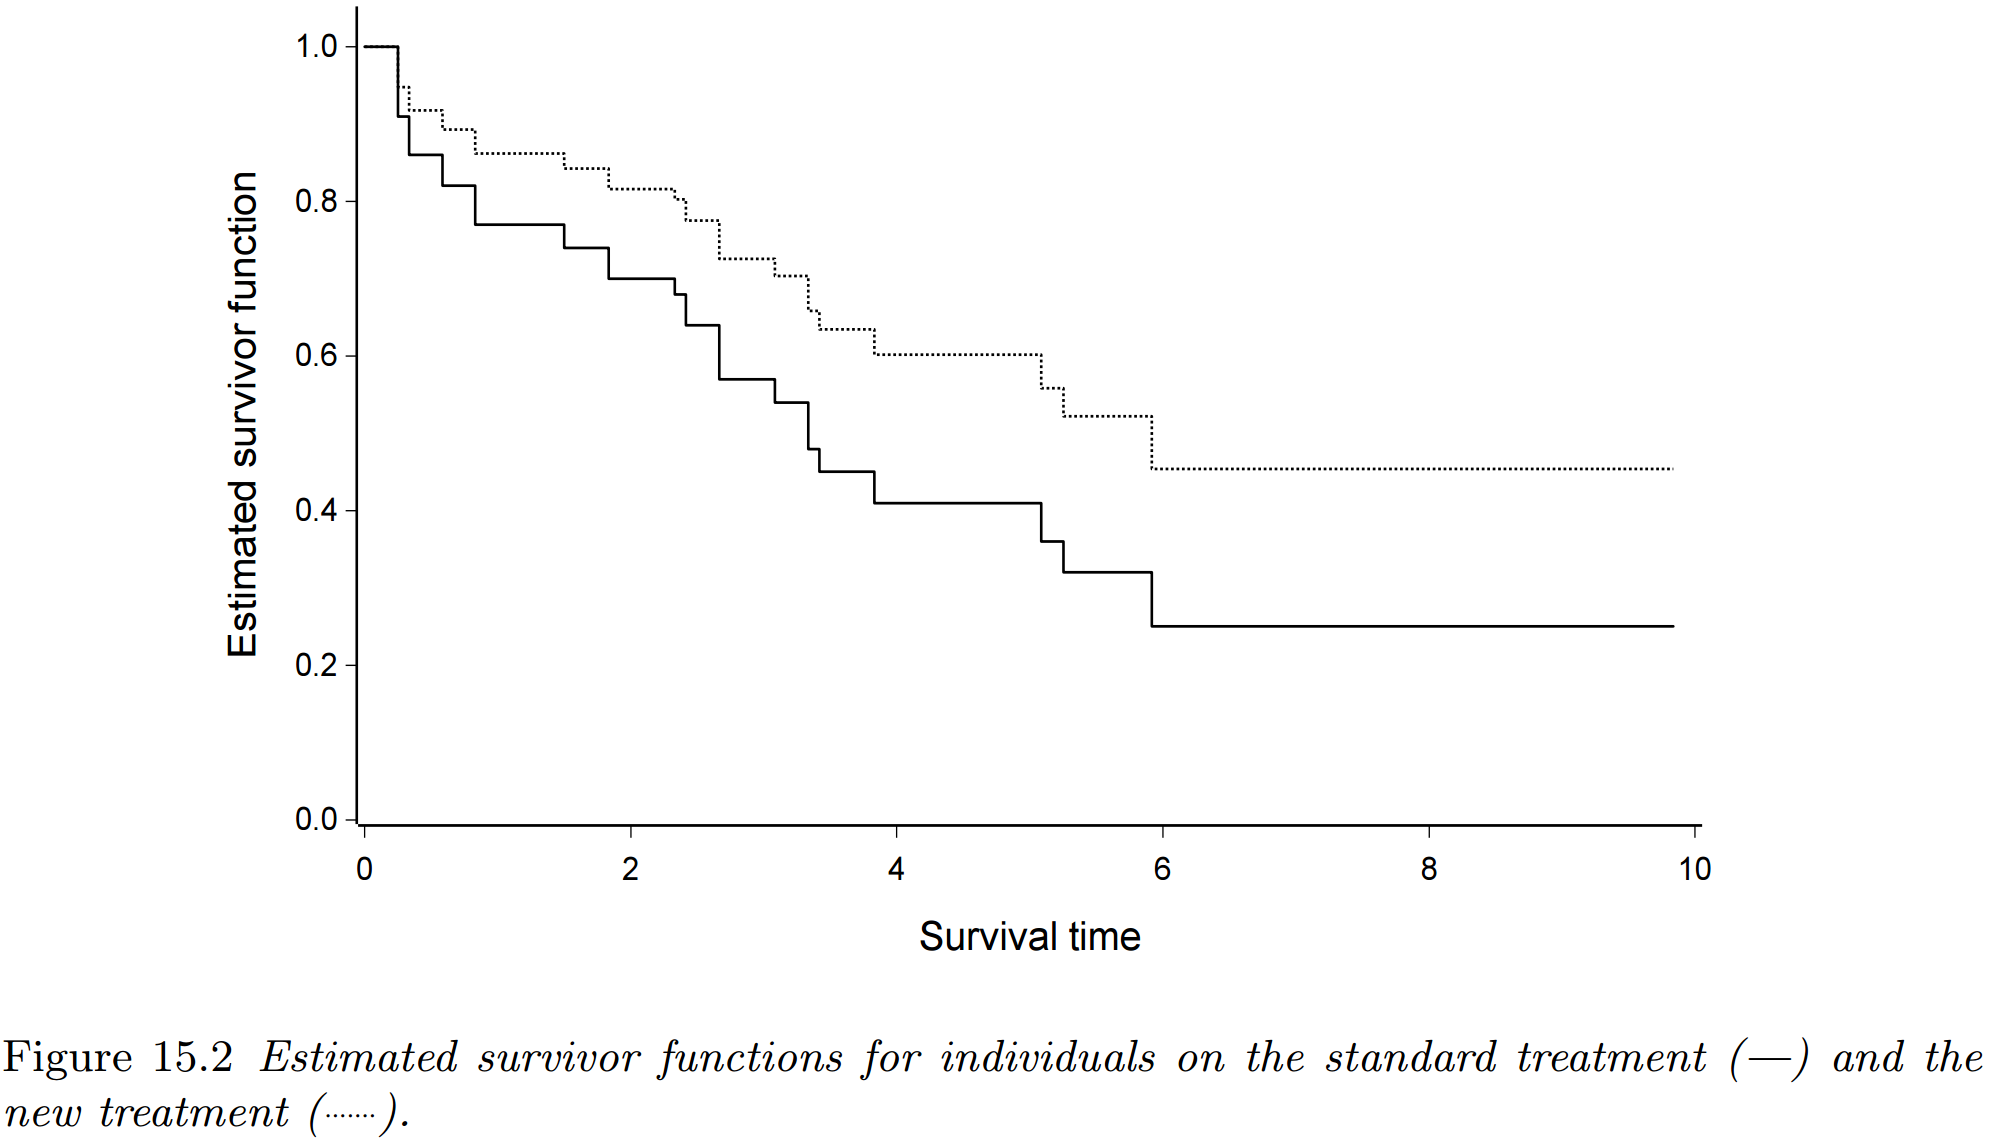 1.0
0.8
0.6
0.4
0.2
0.0
Estimated survivor function
0 2 4 6 8 10
Survival time
Figure 15.2 Estimated survivor functions for individuals on the standard treatment (—) and the
new treatment (·······).